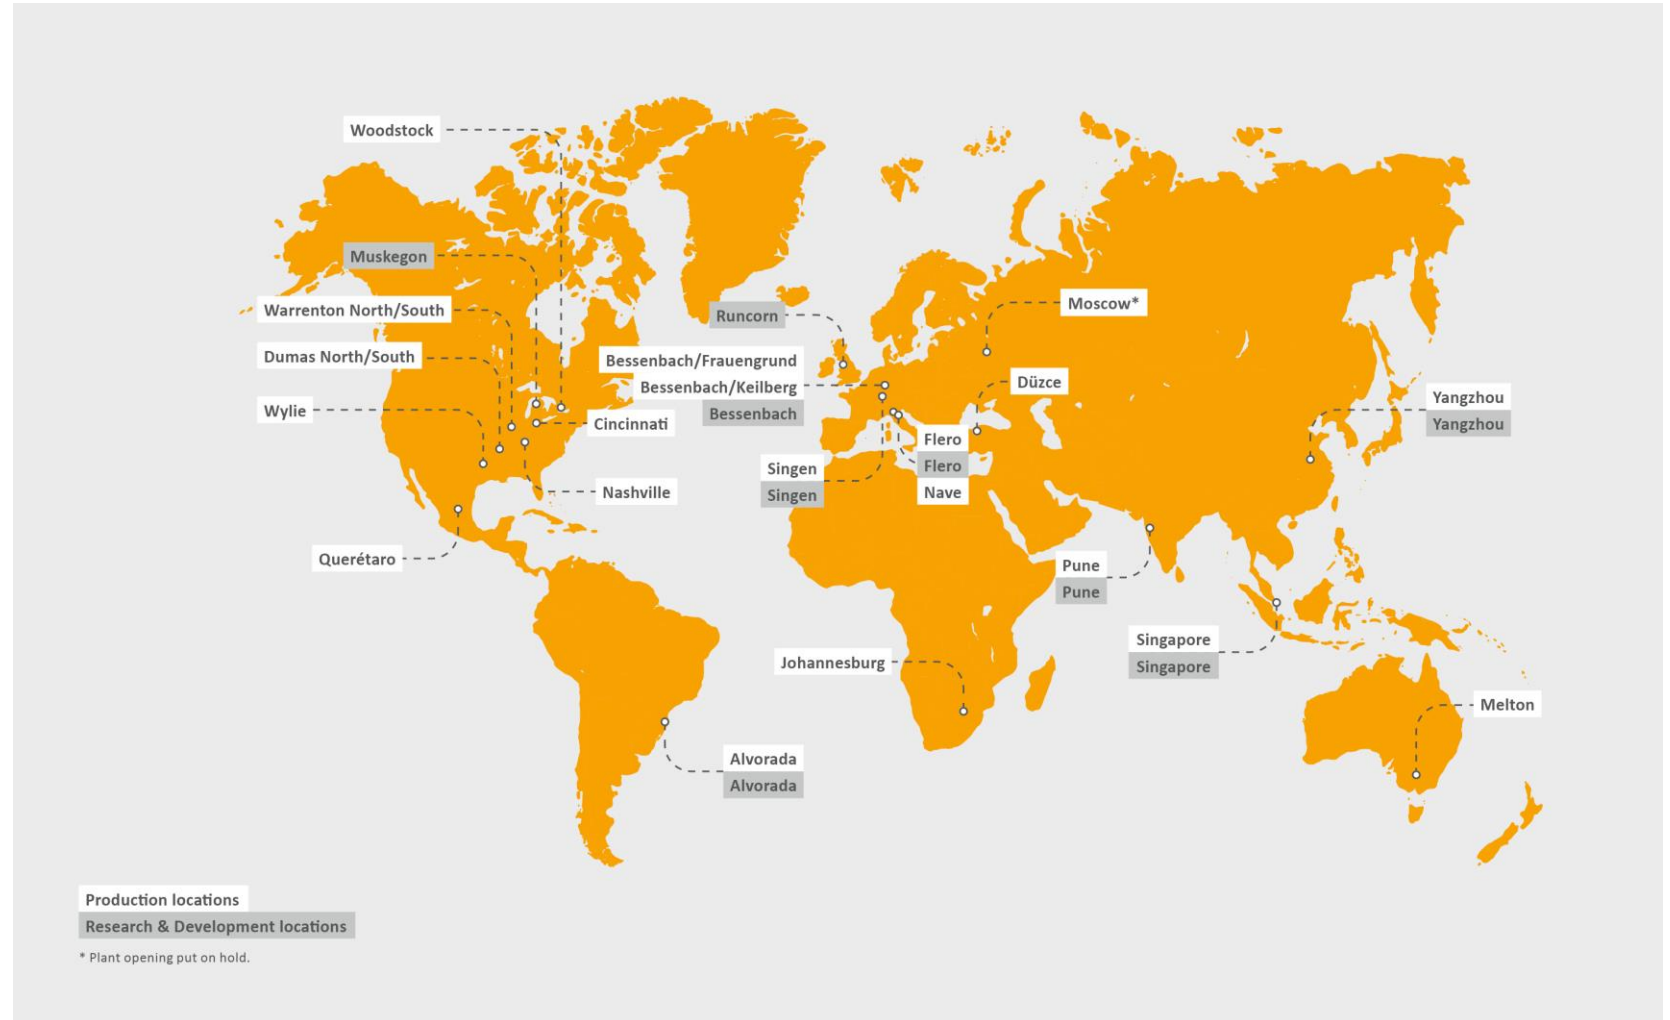 Woodstock
Muskegon
Warrenton North/South
Dumas North/South
Wylie
Cincinnati
Nashville
Querétaro
Alvorada
Alvorada
Runcorn
Bessenbach/Frauengrund
Bessenbach/Keilberg
Bessenbach
Singen
Singen
Flero
Flero
Nave
Moscow*
Düzce
Johannesburg
Pune
Pune
Yangzhou
Yangzhou
Singapore
Singapore
Melton
Production locations
Research & Development locations
* Plant opening put on hold.